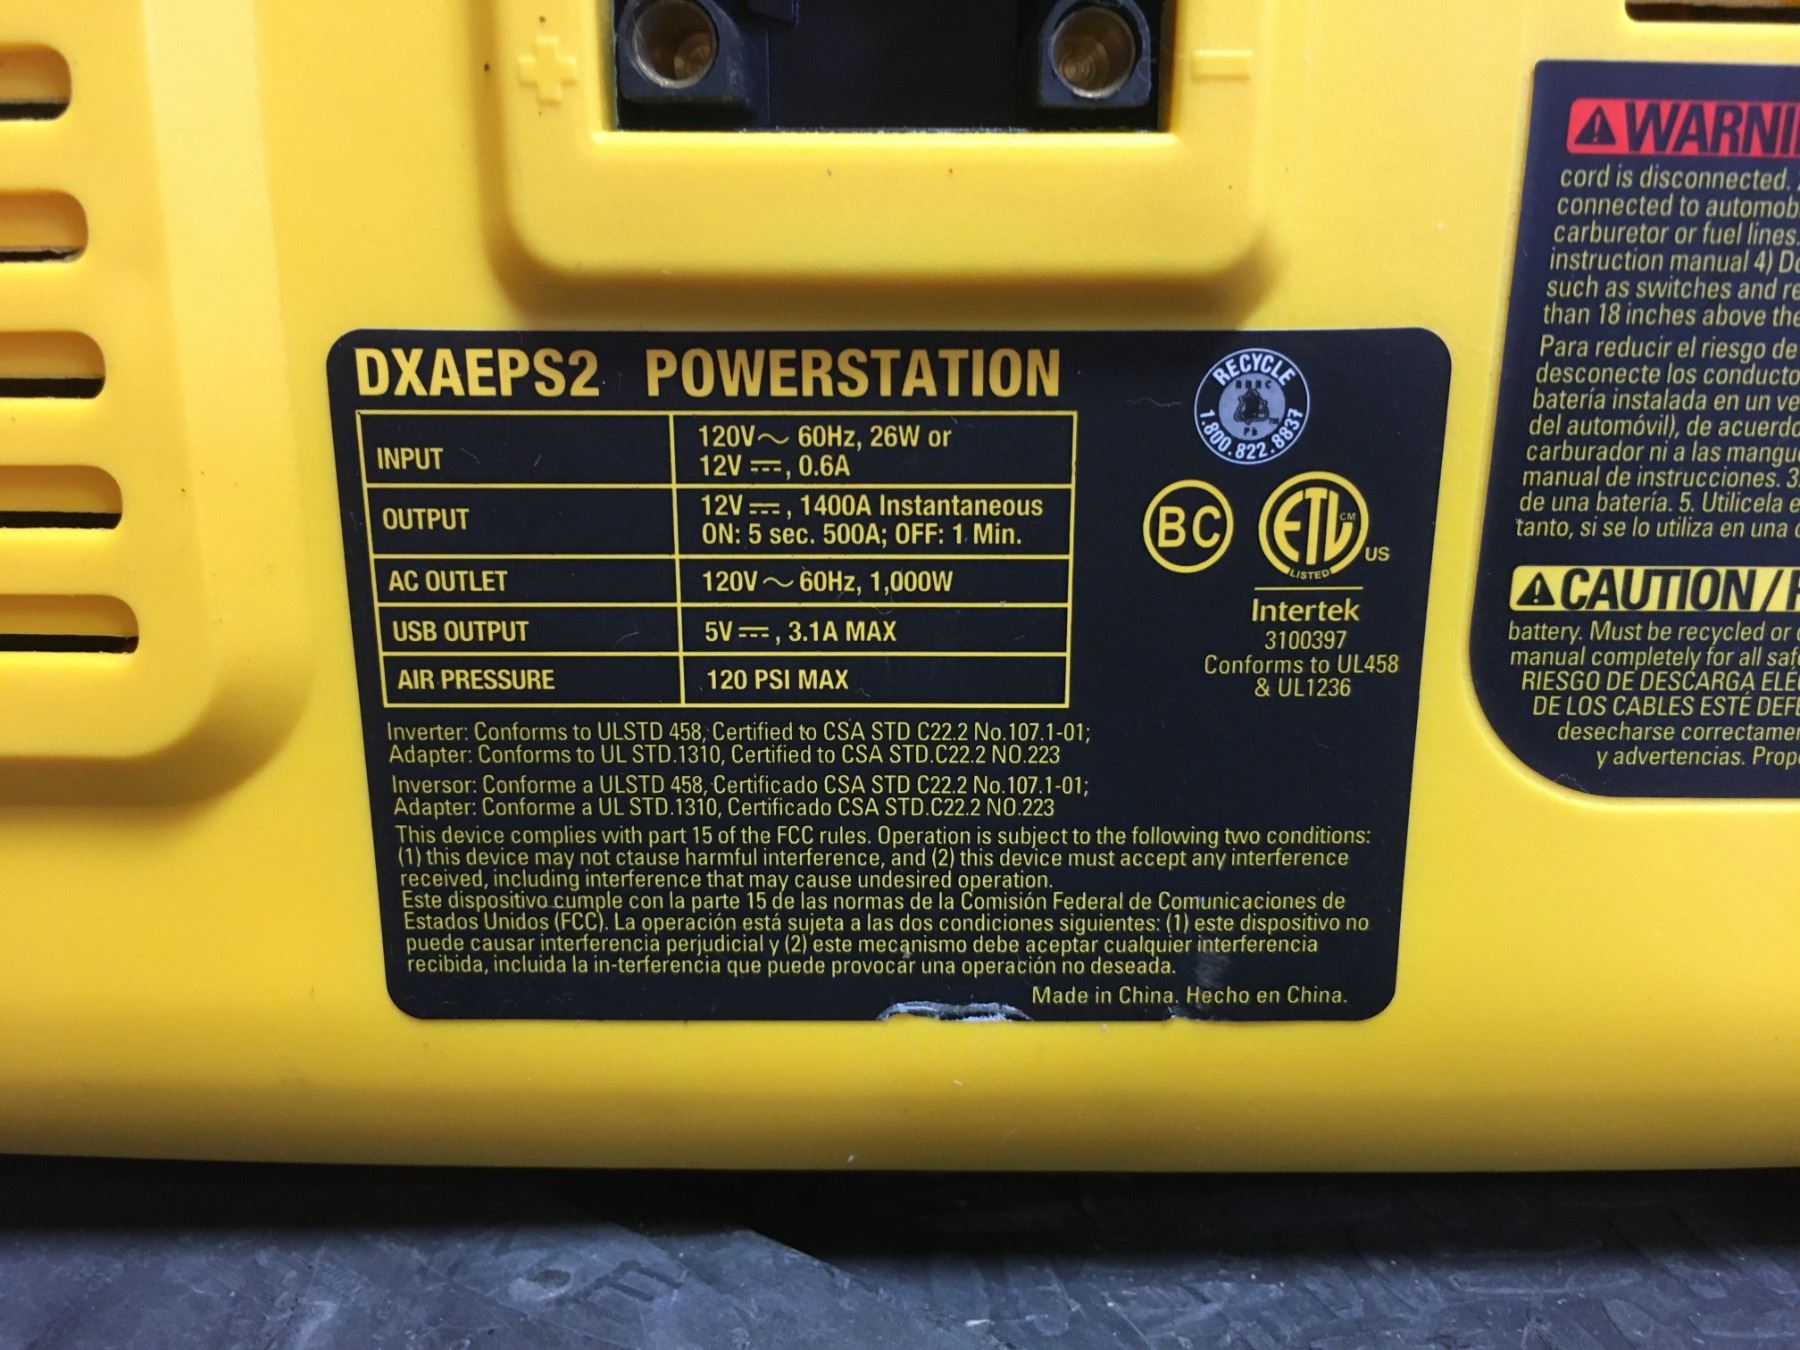 DXAEPS2 POWERSTATION
INPUT
120V~ 60Hz, 26W or
12V ⎓, 0.6A
OUTPUT
12V ⎓, 1400A Instantaneous
ON: 5 sec. 500A; OFF: 1 Min.
AC OUTLET
120V~ 60Hz, 1,000W
USB OUTPUT
5V ⎓, 3.1A MAX
AIR PRESSURE
120 PSI MAX
RECYCLE
RBRC
Pb
1.800.822.8837
BC
ETL
CM
LISTED
US
Intertek
3100397
Conforms to UL458
& UL1236
Inverter: Conforms to ULSTD 458, Certified to CSA STD C22.2 No.107.1-01;
Adapter: Conforms to UL STD.1310, Certified to CSA STD.C22.2 NO.223
Inversor: Conforme a ULSTD 458, Certificado CSA STD C22.2 No.107.1-01;
Adapter: Conforme a UL STD.1310, Certificado CSA STD.C22.2 NO.223
This device complies with part 15 of the FCC rules. Operation is subject to the following two conditions:
(1) this device may not ctause harmful interference, and (2) this device must accept any interference
received, including interference that may cause undesired operation.
Este dispositivo cumple con la parte 15 de las normas de la Comisión Federal de Comunicaciones de
Estados Unidos (FCC). La operación está sujeta a las dos condiciones siguientes: (1) este dispositivo no
puede causar interferencia perjudicial y (2) este mecanismo debe aceptar cualquier interferencia
recibida, incluida la in-terferencia que puede provocar una operación no deseada.
Made in China. Hecho en China.
WARNI
cord is disconnected.
connected to automob
carburetor or fuel lines.
instruction manual 4) Do
such as switches and re
than 18 inches above the
Para reducir el riesgo de
desconecte los conducto
batería instalada en un ve
del automóvil), de acuerdo
carburador ni a las mangu
manual de instrucciones. 3.
de una batería. 5. Utilícela e
tanto, si se lo utiliza en una
CAUTION/P
battery. Must be recycled or
manual completely for all safe
RIESGO DE DESCARGA ELÉ
DE LOS CABLES ESTÉ DEFE
desecharse correctamen
y advertencias. Prop